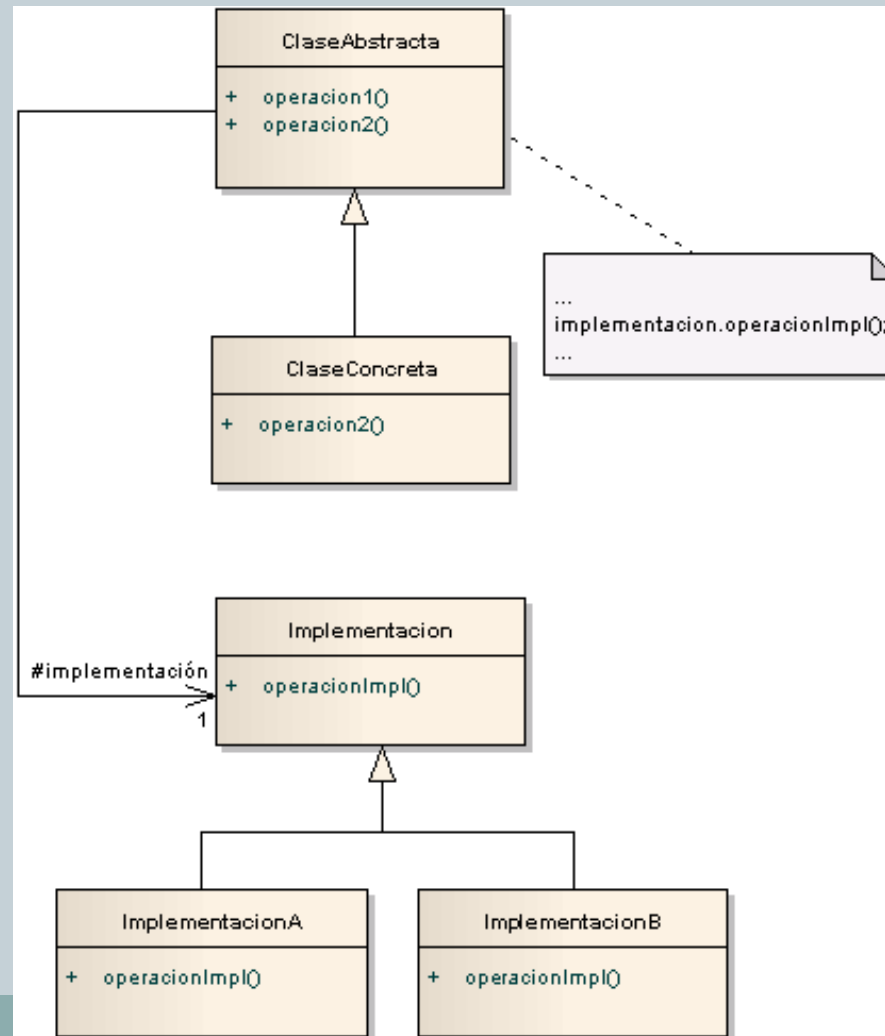 ClaseAbstracta
+ operacion1()
+ operacion2()
...
implementacion.operacionImpl();
...
ClaseConcreta
+ operacion2()
Implementacion
#implementación
+ operacionImpl()
1
ImplementacionA
+ operacionImpl()
ImplementacionB
+ operacionImpl()